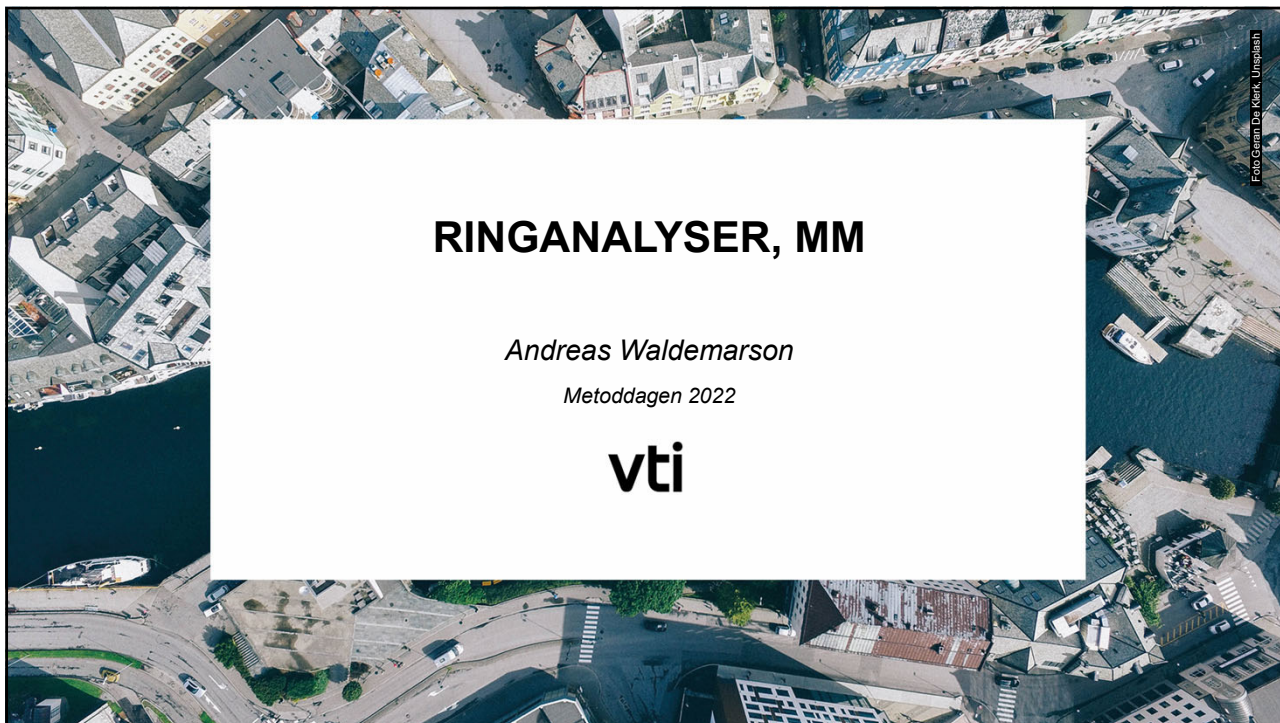 RINGANALYSER, MM
Andreas Waldemarson
Metoddagen 2022
vti
Foto Geran De Klerk, Unsplash